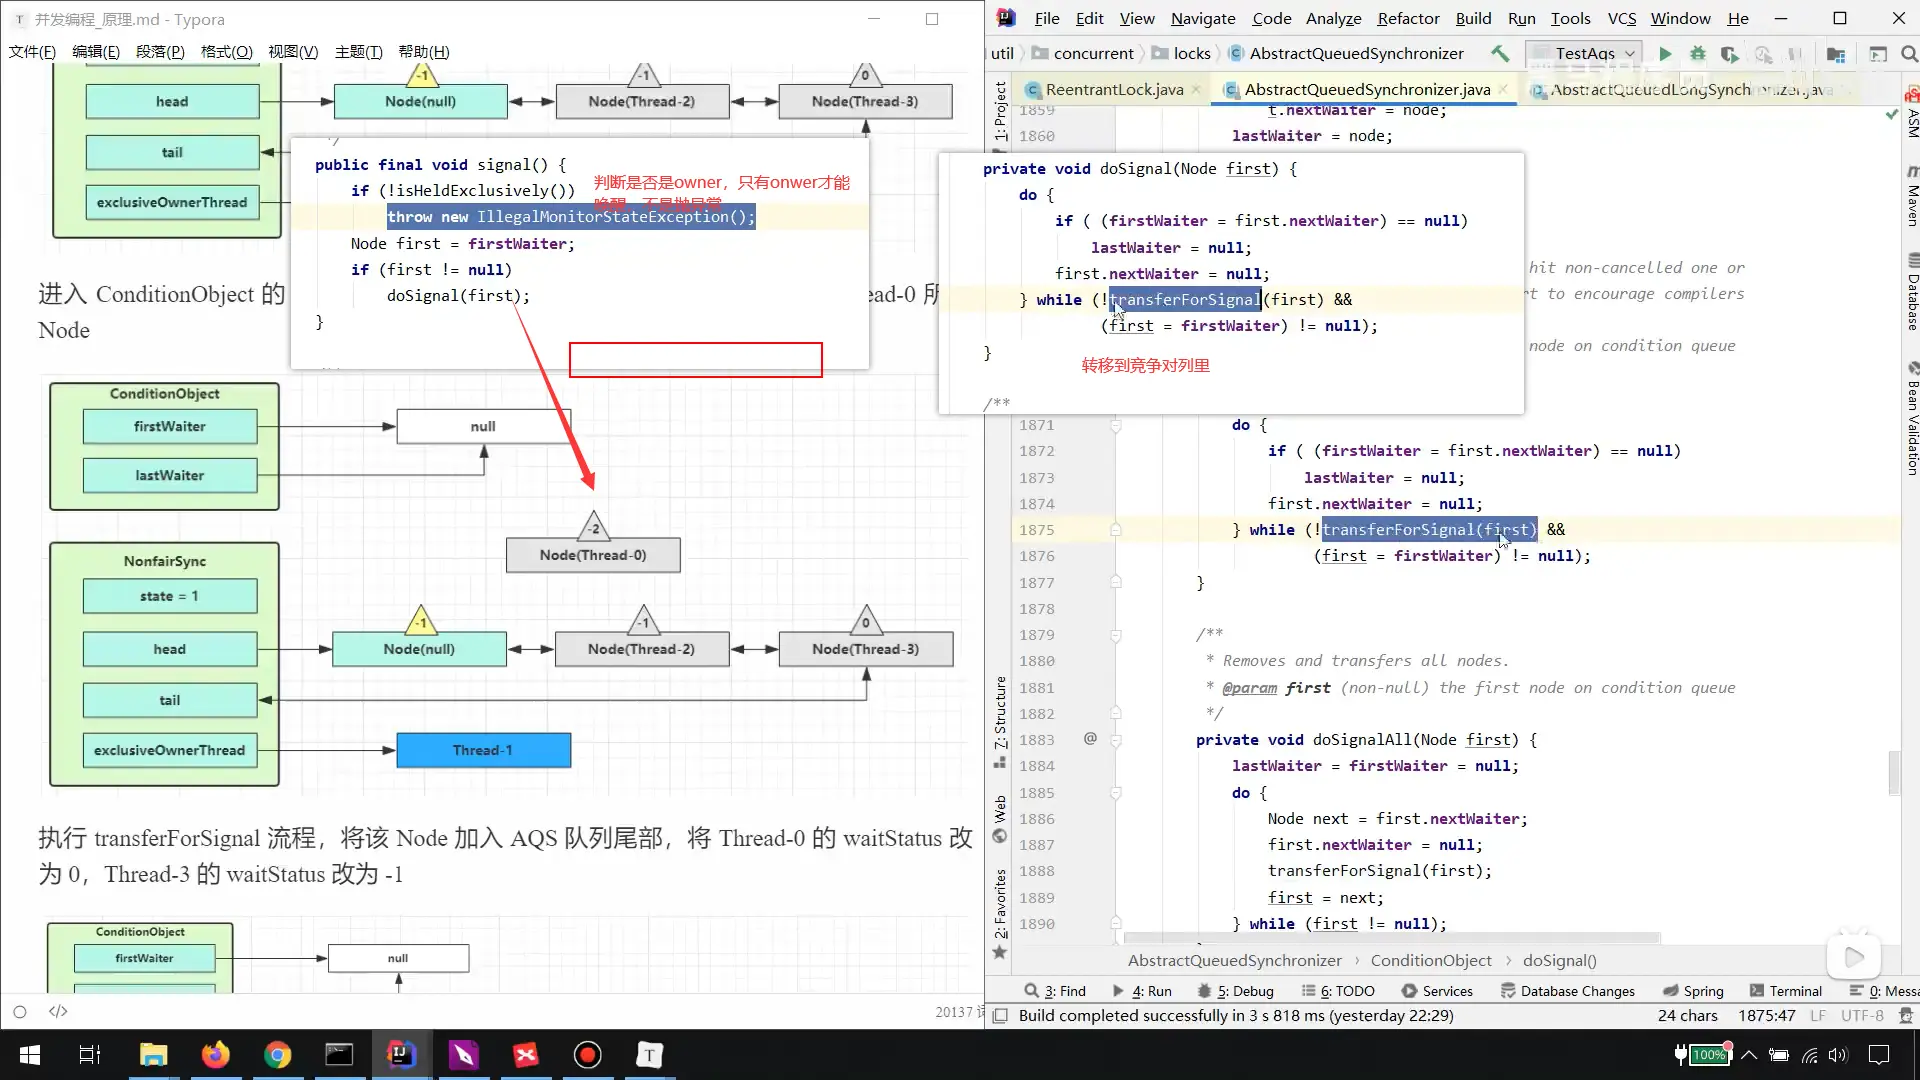 并发编程_原理.md - Typora
文件(F) 编辑(E) 段落(P) 格式(O) 视图(V) 主题(T) 帮助(H)
-1 -1 0
head Node(null) Node(Thread-2) Node(Thread-3)
tail
exclusiveOwnerThread
*/
public final void signal() {
if (!isHeldExclusively())
判断是否是owner，只有onwer才能
唤醒，不是抛异常
throw new IllegalMonitorStateException();
Node first = firstWaiter;
if (first != null)
doSignal(first);
}
进入 ConditionObject 的
ead-0 所
Node
ConditionObject
firstWaiter null
lastWaiter
-2
Node(Thread-0)
NonfairSync
state = 1
-1 -1 0
head Node(null) Node(Thread-2) Node(Thread-3)
tail
exclusiveOwnerThread Thread-1
执行 transferForSignal 流程，将该 Node 加入 AQS 队列尾部，将 Thread-0 的 waitStatus 改
为 0，Thread-3 的 waitStatus 改为 -1
ConditionObject
firstWaiter null
20137 词
File Edit View Navigate Code Analyze Refactor Build Run Tools VCS Window He
util concurrent locks AbstractQueuedSynchronizer TestAqs
ReentrantLock.java AbstractQueuedSynchronizer.java AbstractQueuedLongSynchronizer.java
1859 t.nextWaiter = node;
1860 lastWaiter = node;
private void doSignal(Node first) {
do {
if ( (firstWaiter = first.nextWaiter) == null)
lastWaiter = null;
first.nextWaiter = null;
} while (!transferForSignal(first) &&
(first = firstWaiter) != null);
}
转移到竞争对列里
/**
hit non-cancelled one or
rt to encourage compilers
node on condition queue
1871 do {
1872 if ( (firstWaiter = first.nextWaiter) == null)
1873 lastWaiter = null;
1874 first.nextWaiter = null;
1875 } while (!transferForSignal(first) &&
1876 (first = firstWaiter) != null);
1877 }
1878
1879 /**
1880 * Removes and transfers all nodes.
1881 * @param first (non-null) the first node on condition queue
1882 */
1883 @ private void doSignalAll(Node first) {
1884 lastWaiter = firstWaiter = null;
1885 do {
1886 Node next = first.nextWaiter;
1887 first.nextWaiter = null;
1888 transferForSignal(first);
1889 first = next;
1890 } while (first != null);
AbstractQueuedSynchronizer › ConditionObject › doSignal()
1: Project
7: Structure
Web
2: Favorites
ASM
Maven
Database
Bean Validation
3: Find 4: Run 5: Debug 6: TODO Services Database Changes Spring Terminal 0: Messa
Build completed successfully in 3 s 818 ms (yesterday 22:29) 24 chars 1875:47 LF UTF-8
100%